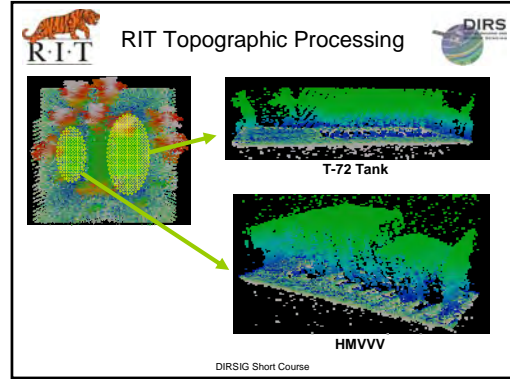 R·I·T
RIT Topographic Processing
DIRS
T-72 Tank
HMVVV
DIRSIG Short Course